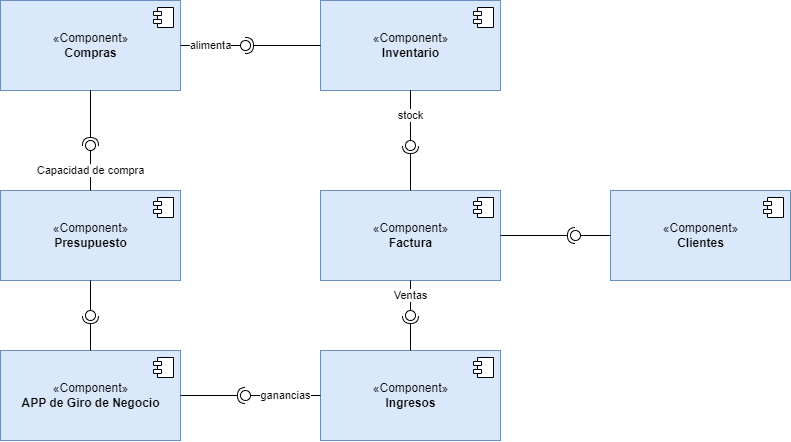 «Component»
Compras
alimenta
«Component»
Inventario
stock
Capacidad de compra
«Component»
Presupuesto
«Component»
Factura
«Component»
Clientes
Ventas
«Component»
APP de Giro de Negocio
ganancias
«Component»
Ingresos